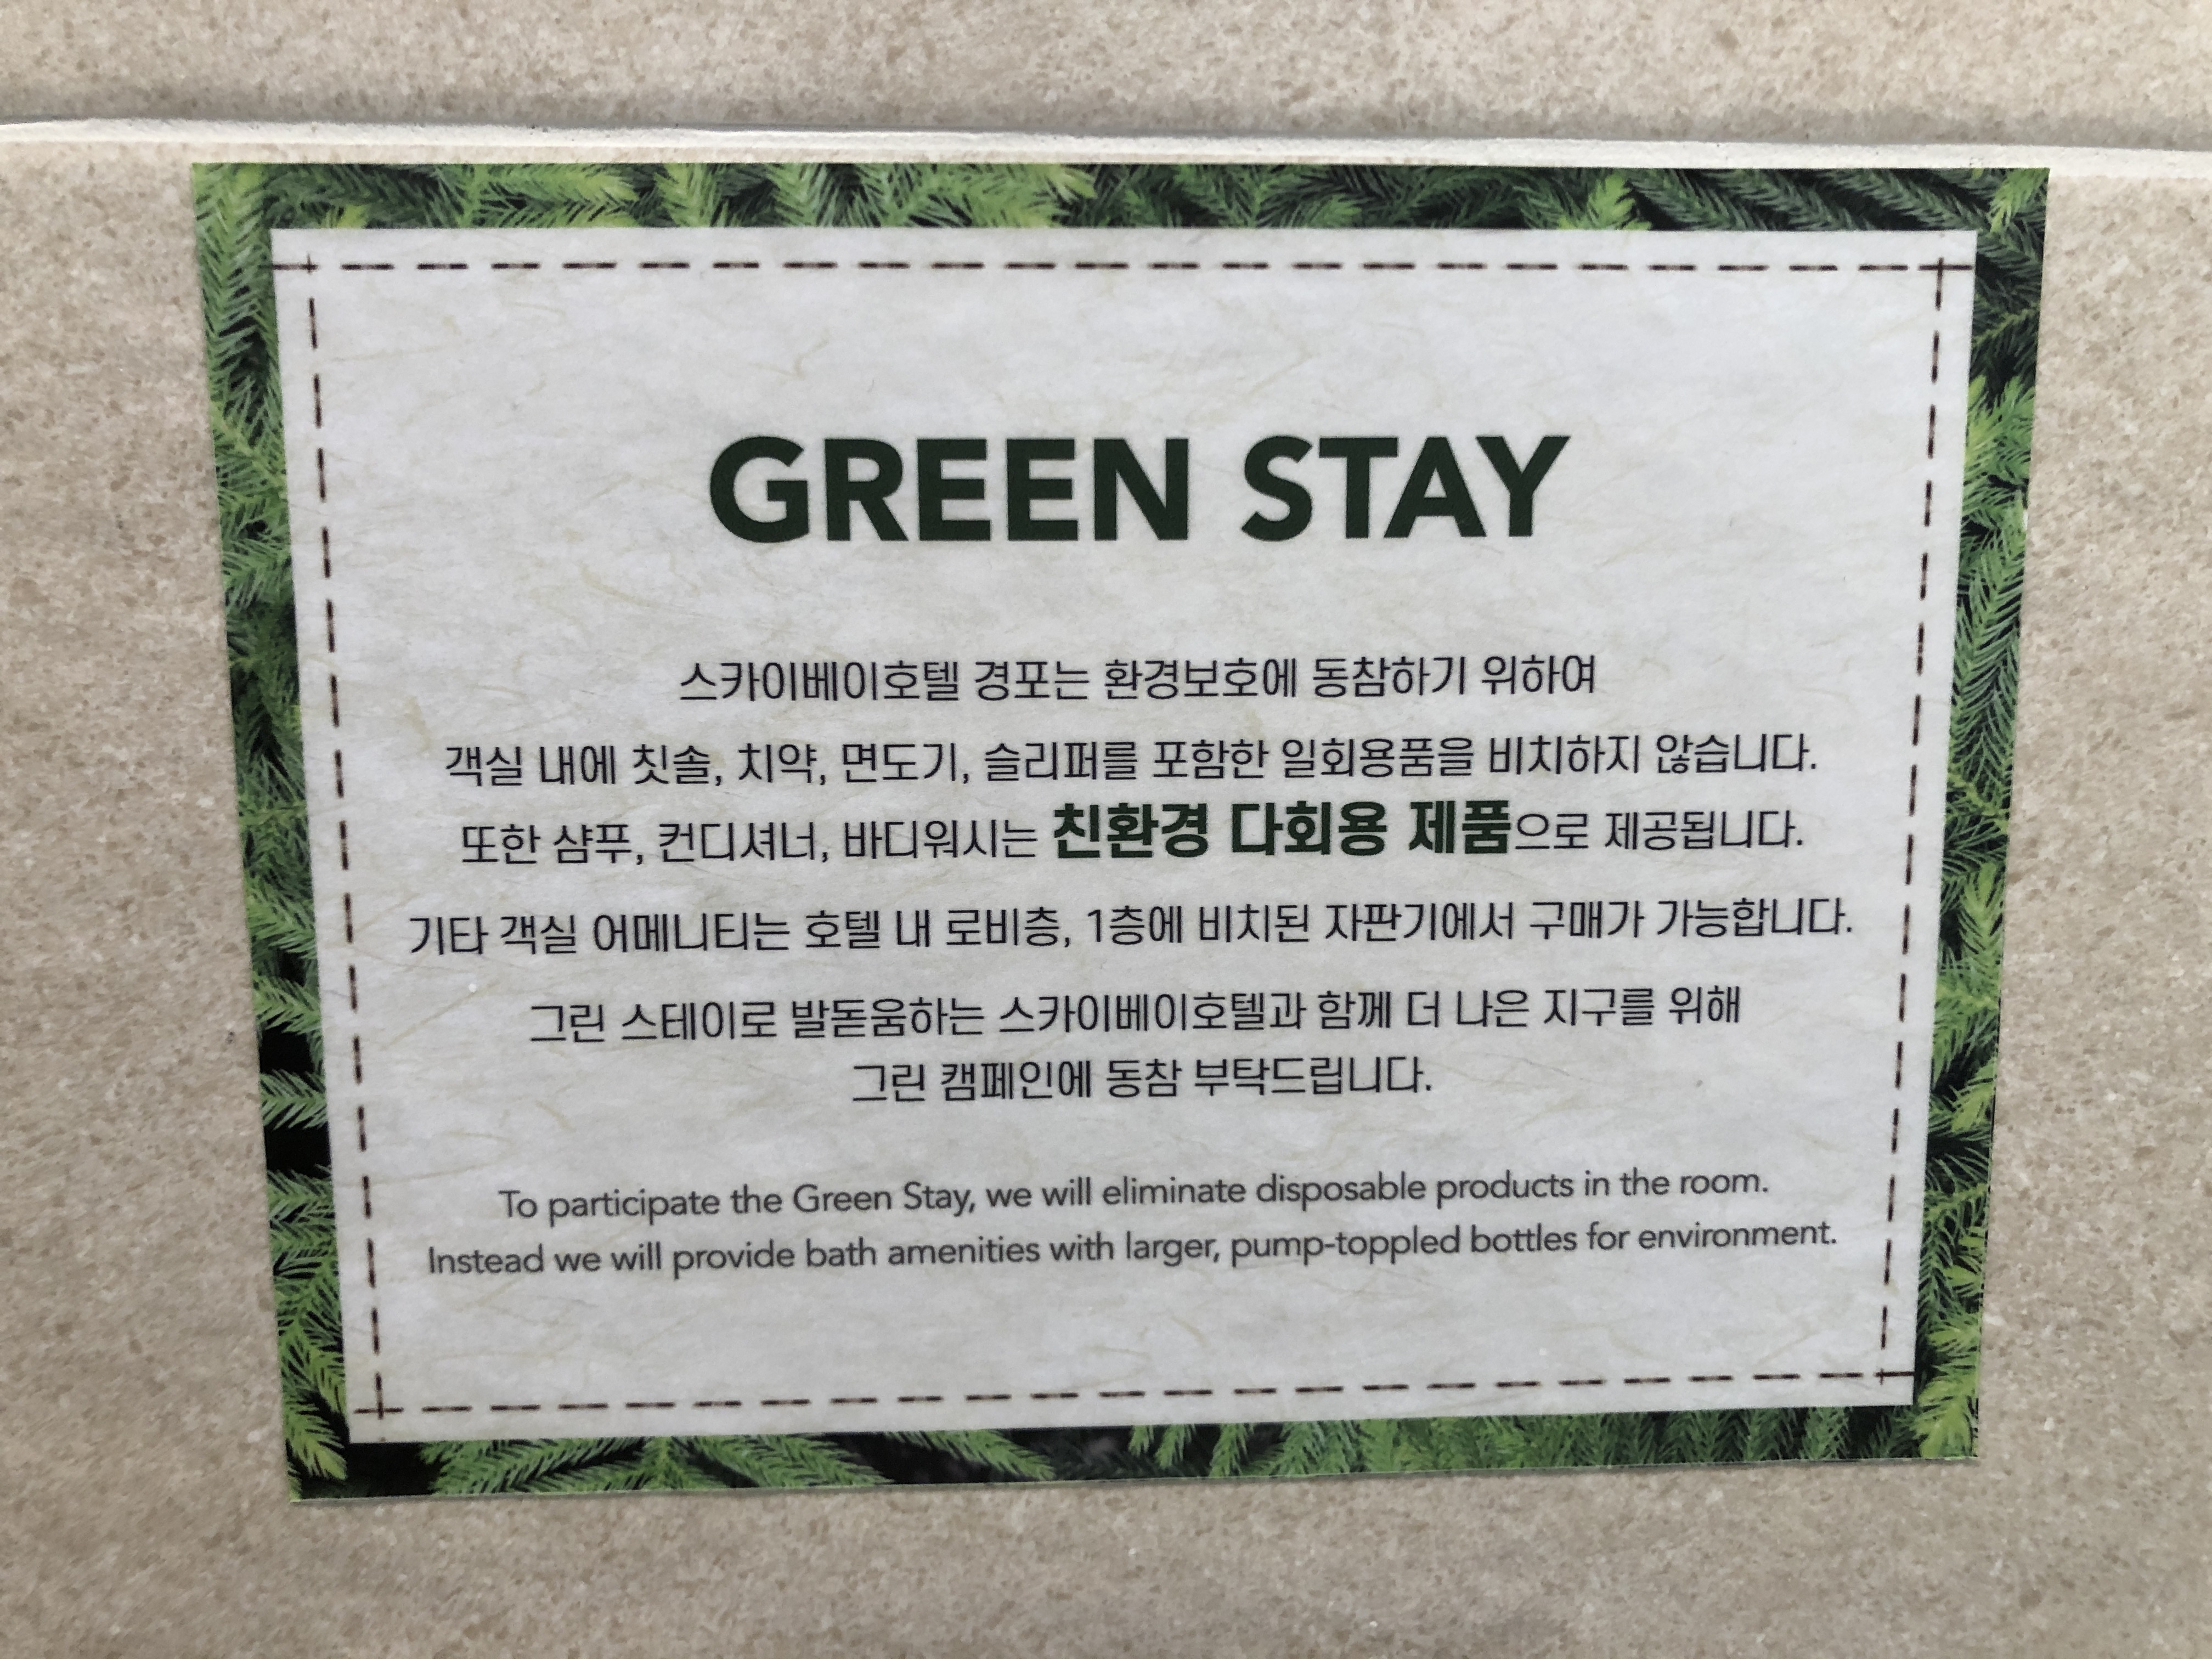 GREEN STAY
스카이베이호텔 경포는 환경보호에 동참하기 위하여
객실 내에 칫솔, 치약, 면도기, 슬리퍼를 포함한 일회용품을 비치하지 않습니다.
또한 샴푸, 컨디셔너, 바디워시는 친환경 다회용 제품으로 제공됩니다.
기타 객실 어메니티는 호텔 내 로비층, 1층에 비치된 자판기에서 구매가 가능합니다.
그린 스테이로 발돋움하는 스카이베이호텔과 함께 더 나은 지구를 위해
그린 캠페인에 동참 부탁드립니다.
To participate the Green Stay, we will eliminate disposable products in the room.
Instead we will provide bath amenities with larger, pump-toppled bottles for environment.